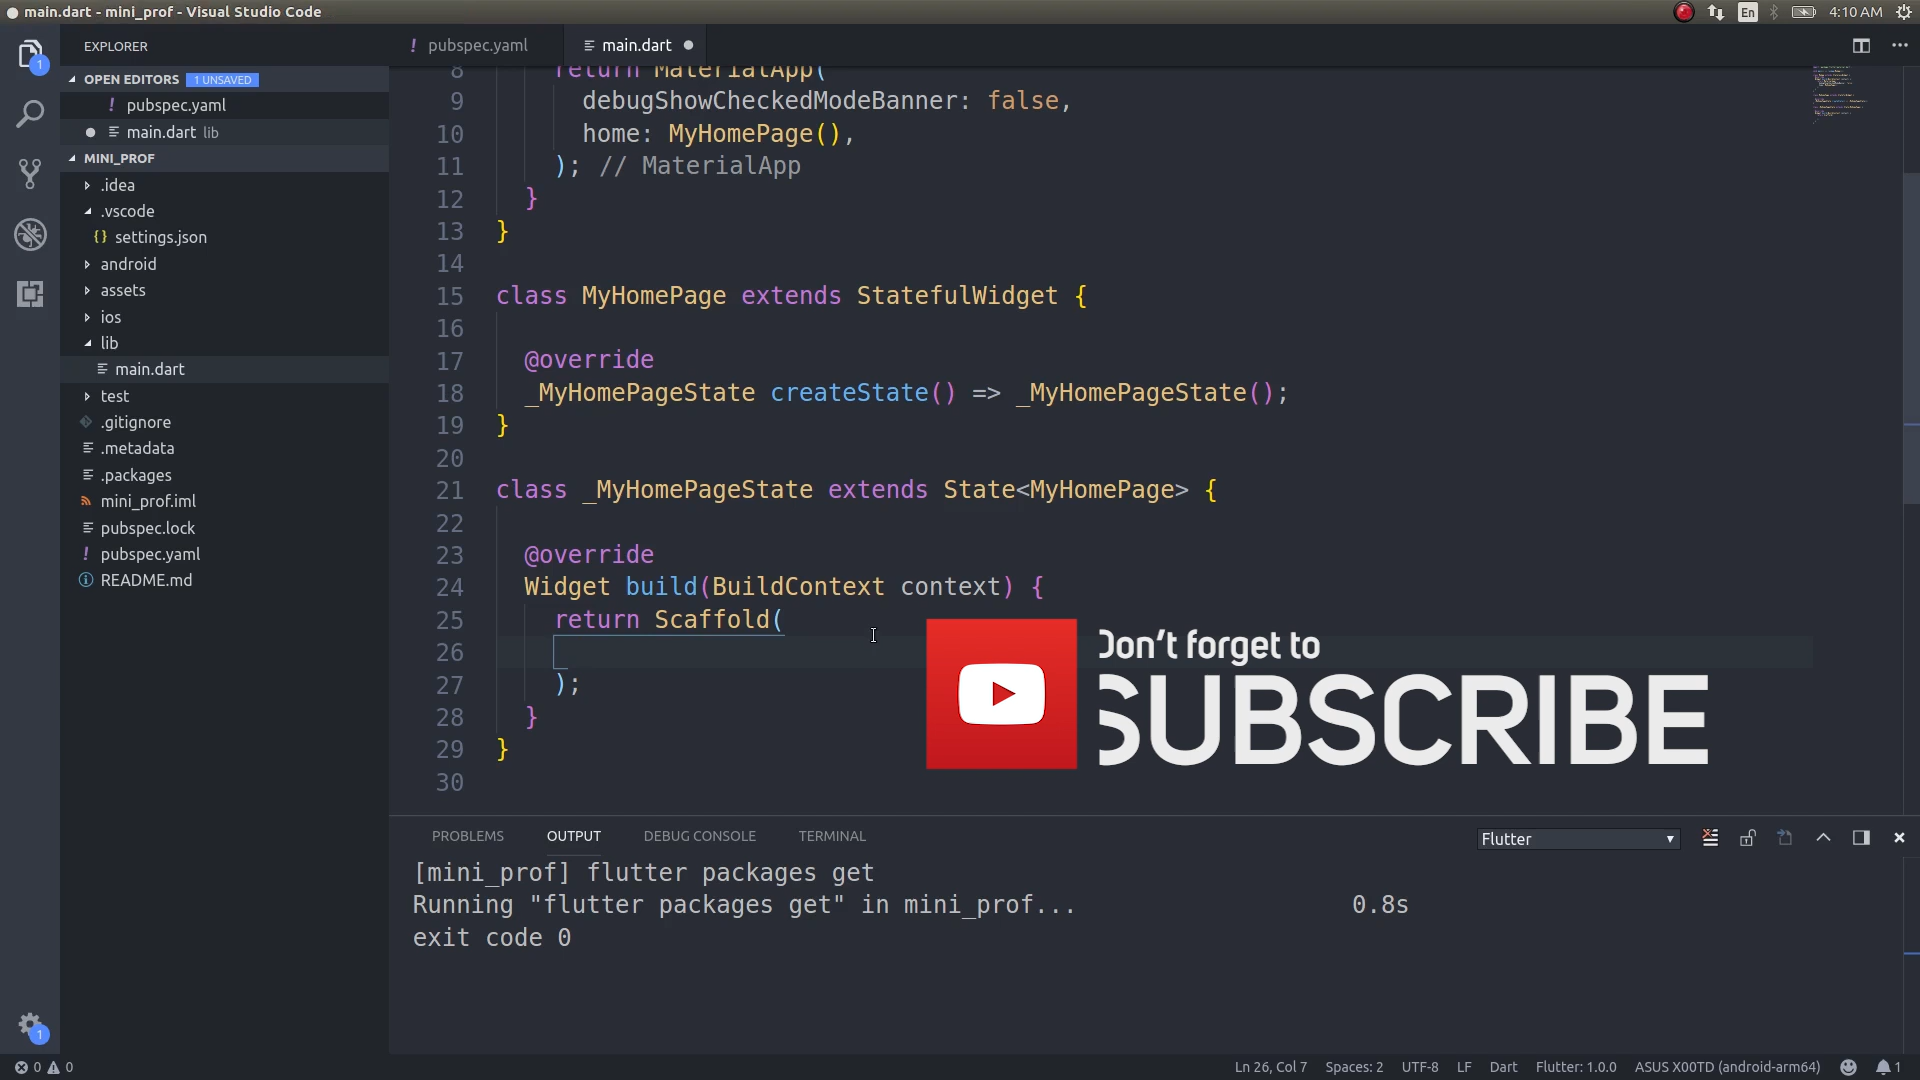 main.dart - mini_prof - Visual Studio Code
En
4:10 AM
1
EXPLORER
OPEN EDITORS 1 UNSAVED
! pubspec.yaml
main.dart lib
MINI_PROF
.idea
.vscode
{} settings.json
android
assets
ios
lib
main.dart
test
.gitignore
.metadata
.packages
mini_prof.iml
pubspec.lock
! pubspec.yaml
README.md
1
! pubspec.yaml
main.dart
8 return MaterialApp(
9 debugShowCheckedModeBanner: false,
10 home: MyHomePage(),
11 ); // MaterialApp
12 }
13 }
14
15 class MyHomePage extends StatefulWidget {
16
17 @override
18 _MyHomePageState createState() => _MyHomePageState();
19 }
20
21 class _MyHomePageState extends State<MyHomePage> {
22
23 @override
24 Widget build(BuildContext context) {
25 return Scaffold(
26
27 );
28 }
29 }
30
Don't forget to
SUBSCRIBE
PROBLEMS OUTPUT DEBUG CONSOLE TERMINAL
Flutter
[mini_prof] flutter packages get
Running "flutter packages get" in mini_prof... 0.8s
exit code 0
0 0
Ln 26, Col 7 Spaces: 2 UTF-8 LF Dart Flutter: 1.0.0 ASUS X00TD (android-arm64) 1